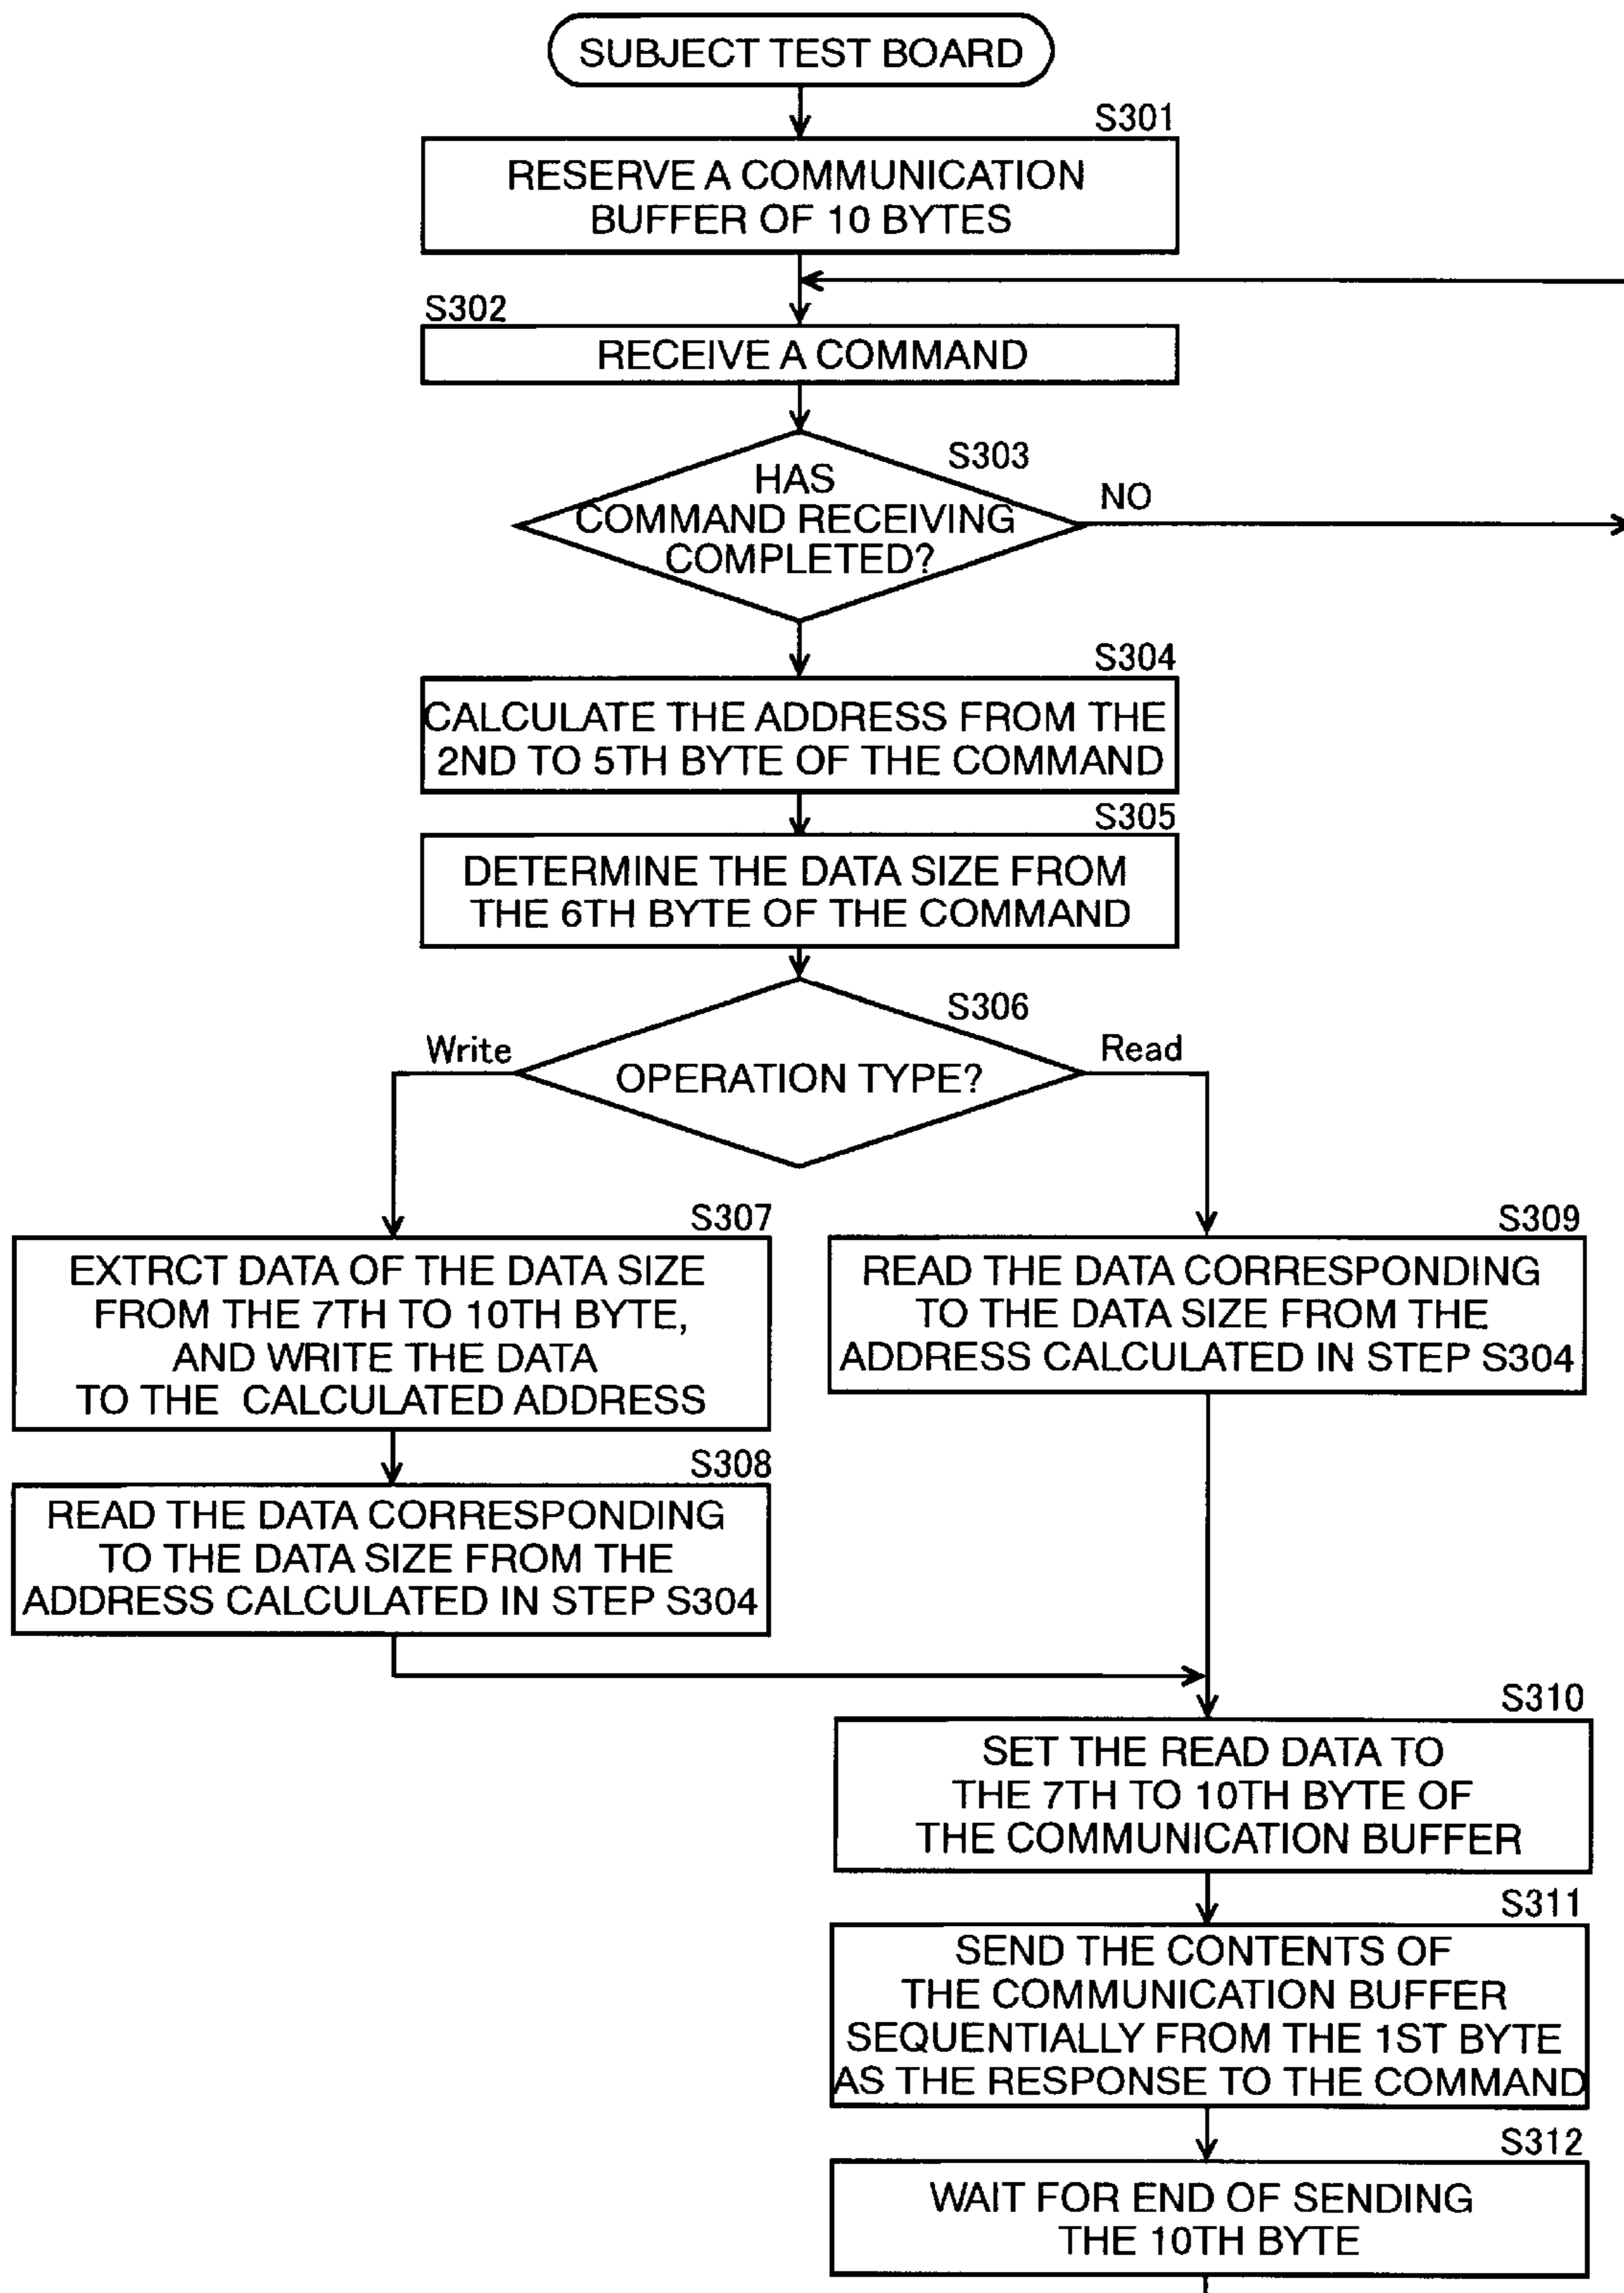 SUBJECT TEST BOARD
S301
RESERVE A COMMUNICATION
BUFFER OF 10 BYTES
S302
RECEIVE A COMMAND
S303
HAS
COMMAND RECEIVING
COMPLETED?
NO
S304
CALCULATE THE ADDRESS FROM THE
2ND TO 5TH BYTE OF THE COMMAND
S305
DETERMINE THE DATA SIZE FROM
THE 6TH BYTE OF THE COMMAND
S306
OPERATION TYPE?
Write
Read
S307
EXTRCT DATA OF THE DATA SIZE
FROM THE 7TH TO 10TH BYTE,
AND WRITE THE DATA
TO THE CALCULATED ADDRESS
S309
READ THE DATA CORRESPONDING
TO THE DATA SIZE FROM THE
ADDRESS CALCULATED IN STEP S304
S308
READ THE DATA CORRESPONDING
TO THE DATA SIZE FROM THE
ADDRESS CALCULATED IN STEP S304
S310
SET THE READ DATA TO
THE 7TH TO 10TH BYTE OF
THE COMMUNICATION BUFFER
S311
SEND THE CONTENTS OF
THE COMMUNICATION BUFFER
SEQUENTIALLY FROM THE 1ST BYTE
AS THE RESPONSE TO THE COMMAND
S312
WAIT FOR END OF SENDING
THE 10TH BYTE